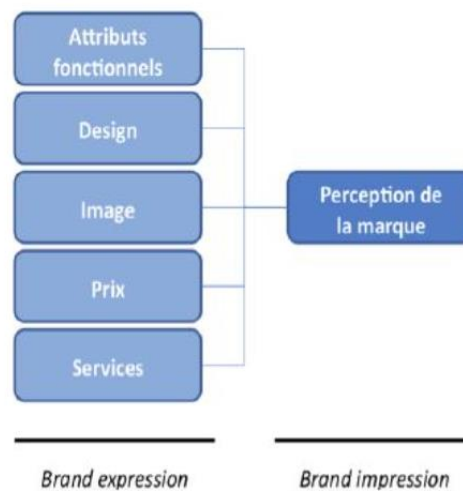 Attributs
fonctionnels
Design
Image
Prix
Services
Perception de
la marque
Brand expression
Brand impression